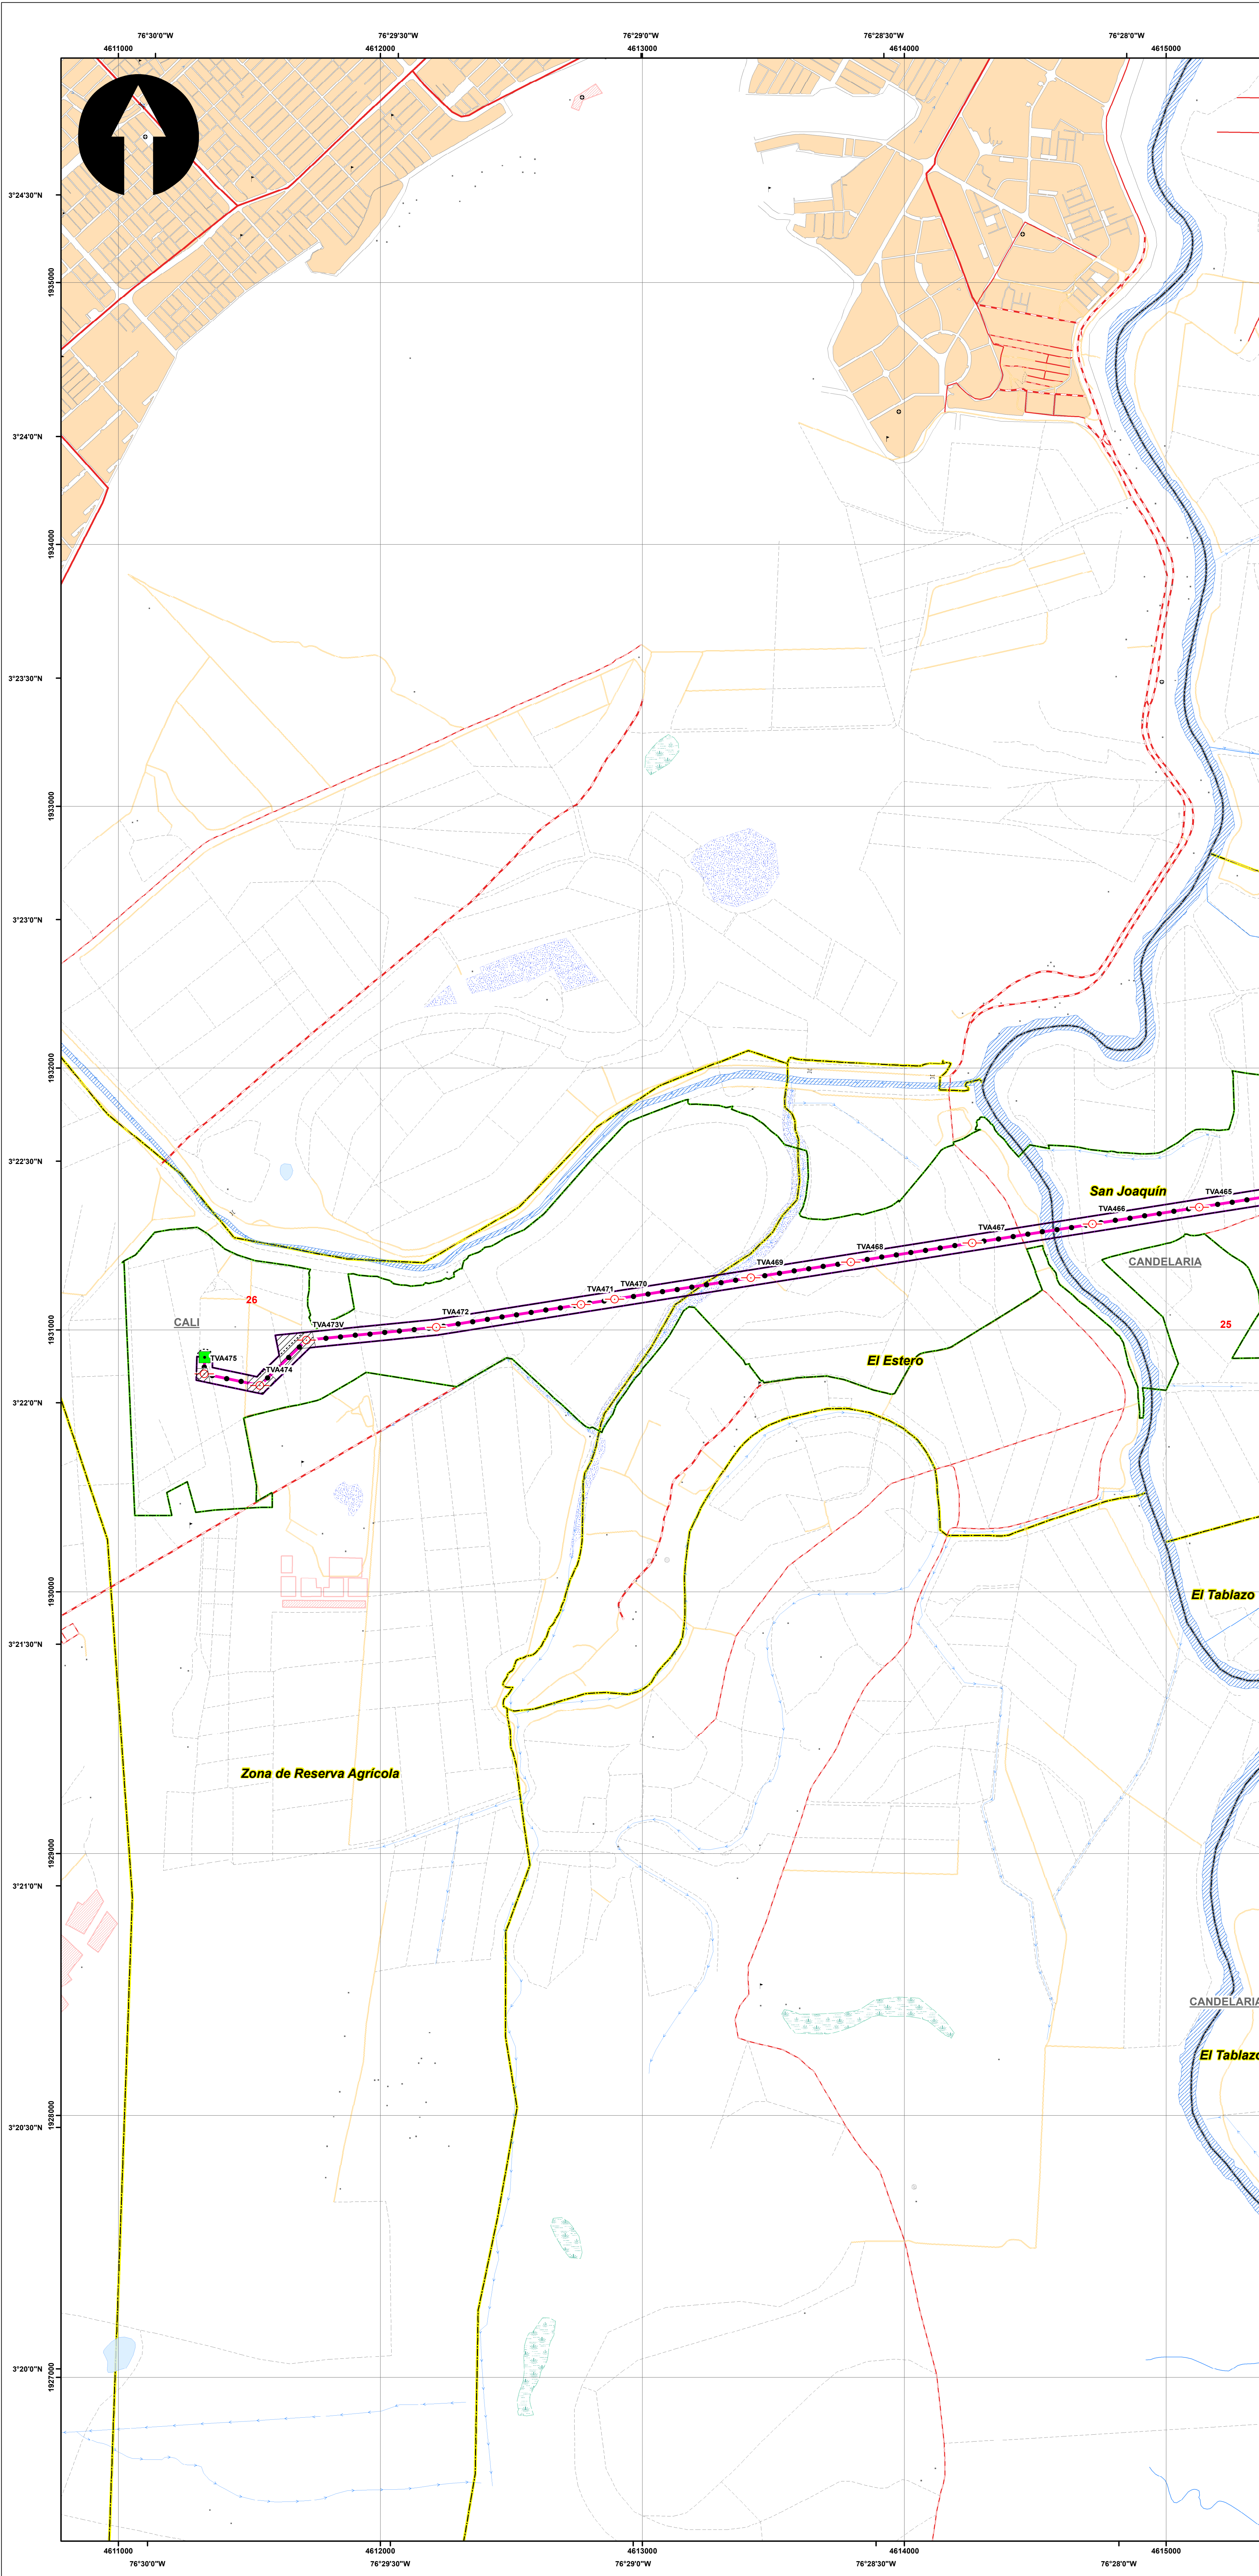 76°30'0"W 76°29'30"W 76°29'0"W 76°28'30"W 76°28'0"W
4611000 4612000 4613000 4614000 4615000
3°24'30"N
1935000
3°24'0"N
1934000
3°23'30"N
1933000
3°23'0"N
1932000
3°22'30"N
San Joaquín
TVA465
TVA466
TVA467
TVA468
CANDELARIA
TVA469
TVA470
TVA471
26
TVA472
CALI
TVA473V
25
1931000
TVA475
El Estero
TVA474
3°22'0"N
1930000
El Tablazo
3°21'30"N
Zona de Reserva Agrícola
1929000
3°21'0"N
CANDELARIA
El Tablazo
1928000
3°20'30"N
3°20'0"N
1927000
4611000 4612000 4613000 4614000 4615000
76°30'0"W 76°29'30"W 76°29'0"W 76°28'30"W 76°28'0"W